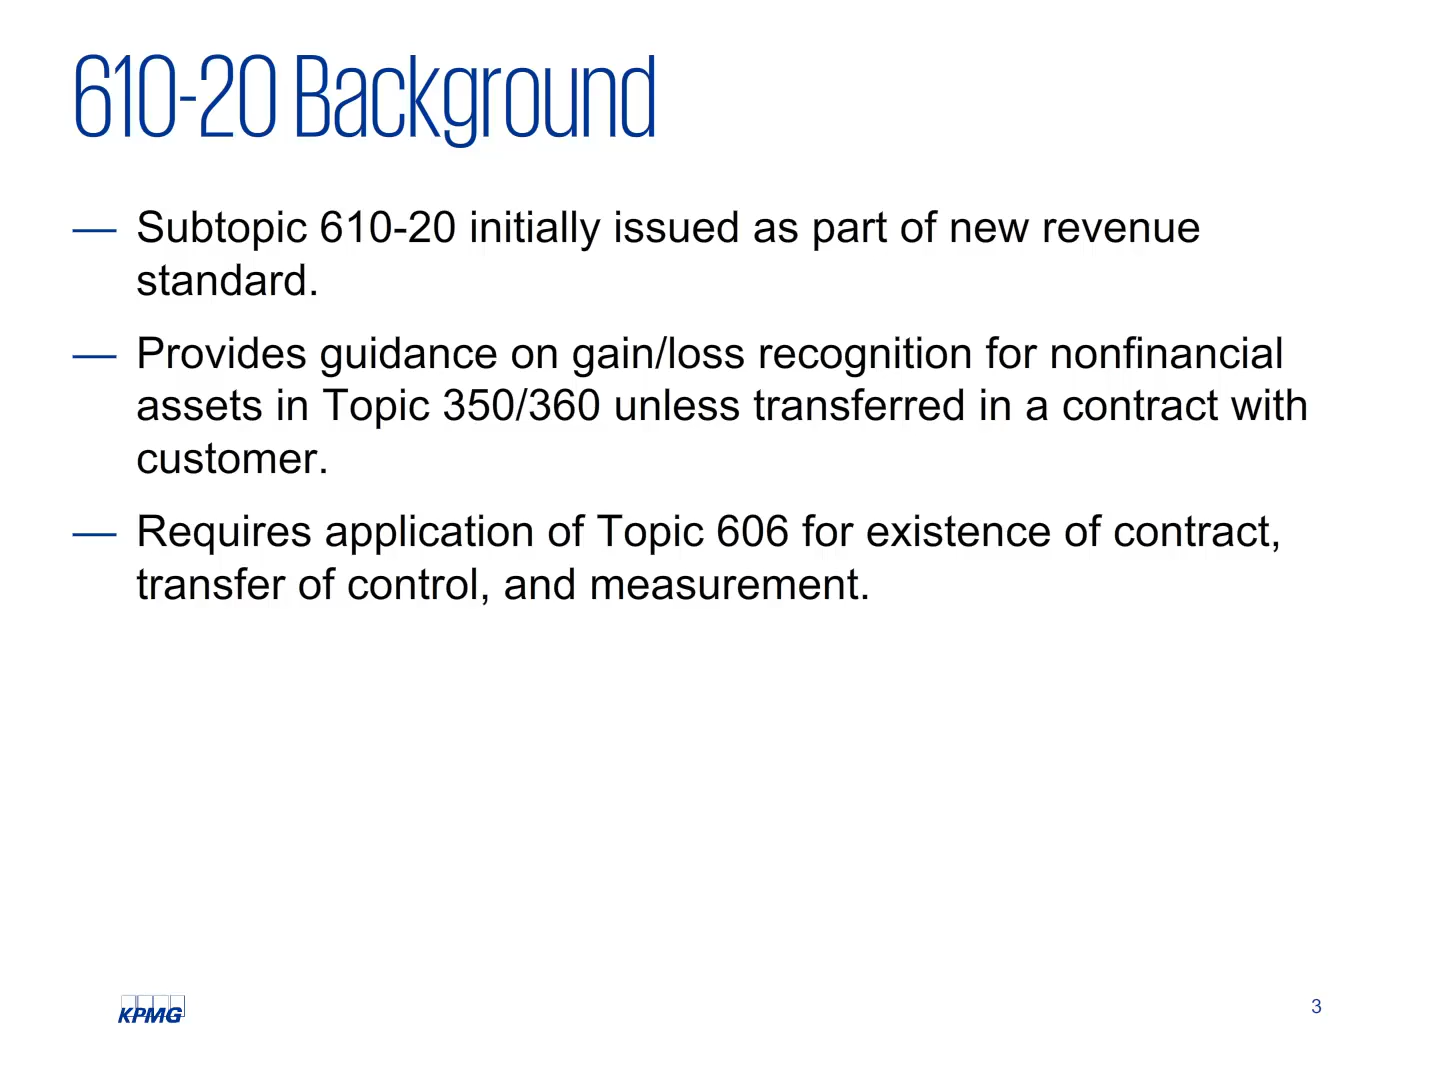 610-20 Background
— Subtopic 610-20 initially issued as part of new revenue
standard.
— Provides guidance on gain/loss recognition for nonfinancial
assets in Topic 350/360 unless transferred in a contract with
customer.
— Requires application of Topic 606 for existence of contract,
transfer of control, and measurement.
KPMG
3